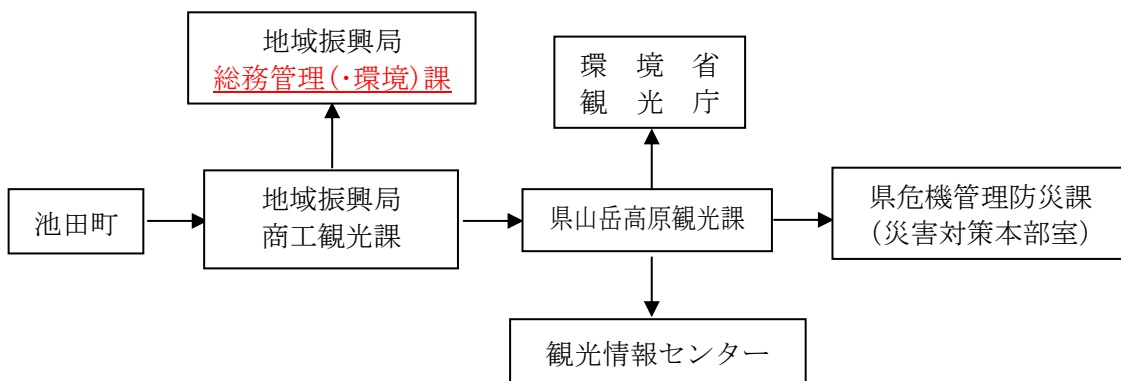 地域振興局
総務管理(・環境)課
環境省
観光庁
池田町
地域振興局
商工観光課
県山岳高原観光課
県危機管理防災課
(災害対策本部室)
観光情報センター